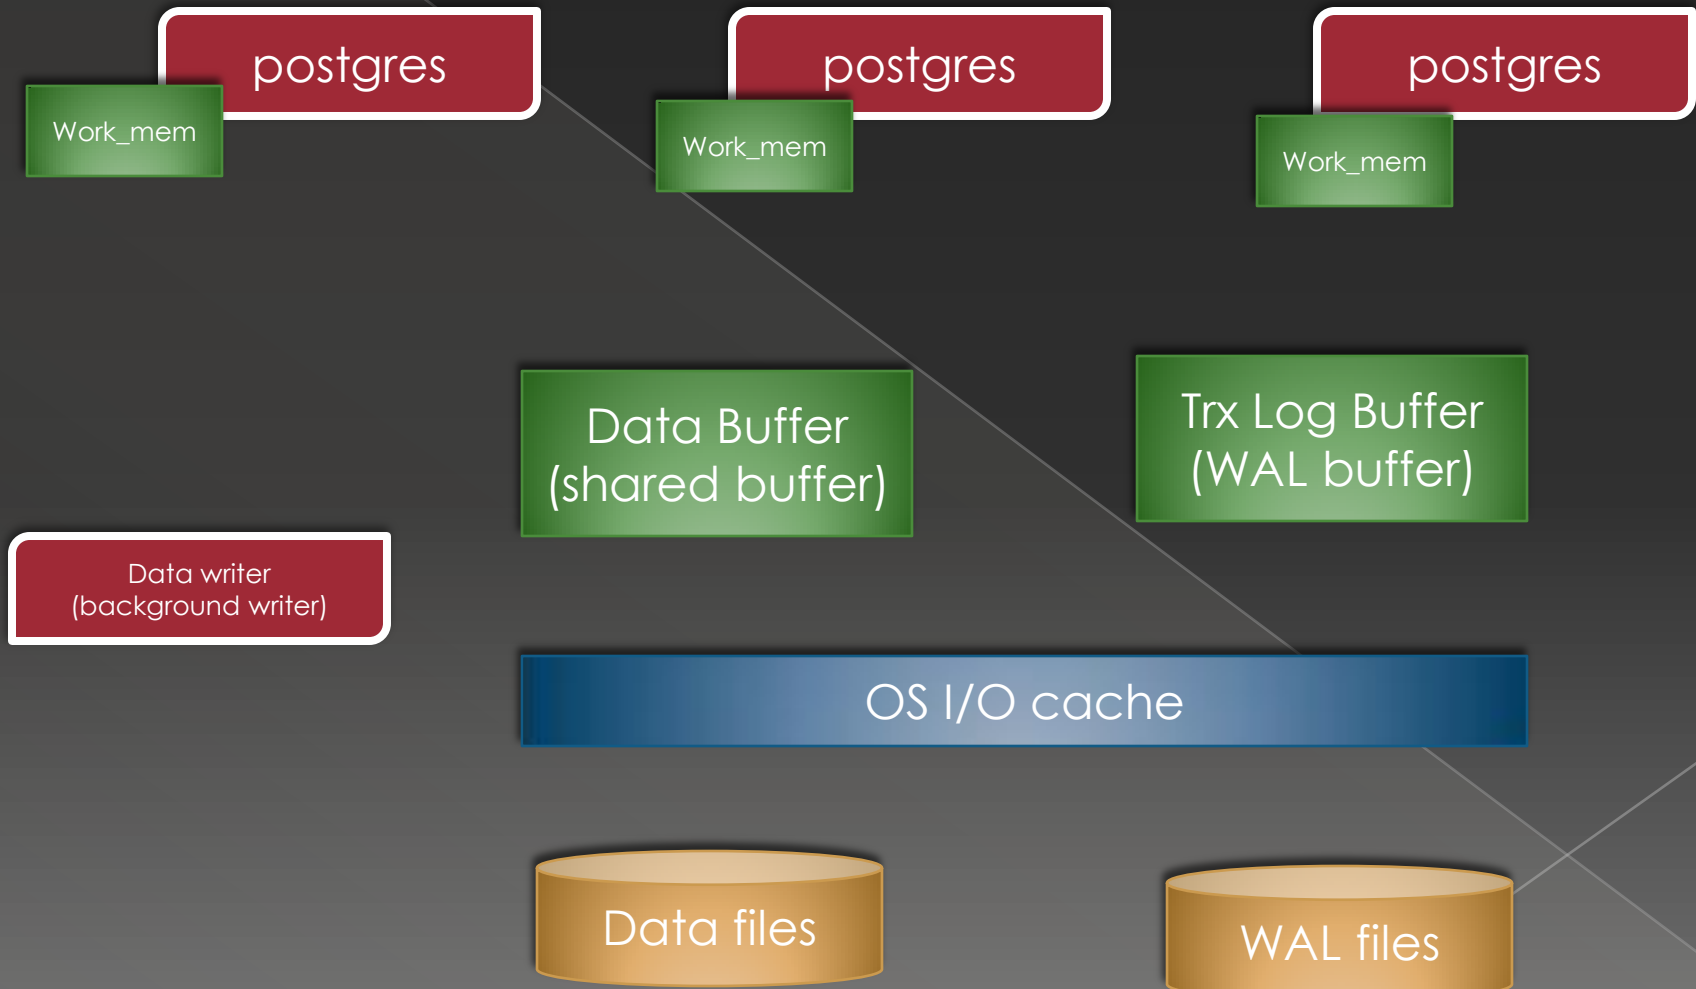 postgres
postgres
postgres
Work_mem
Work_mem
Work_mem
Data Buffer
(shared buffer)
Trx Log Buffer
(WAL buffer)
Data writer
(background writer)
OS I/O cache
Data files
WAL files